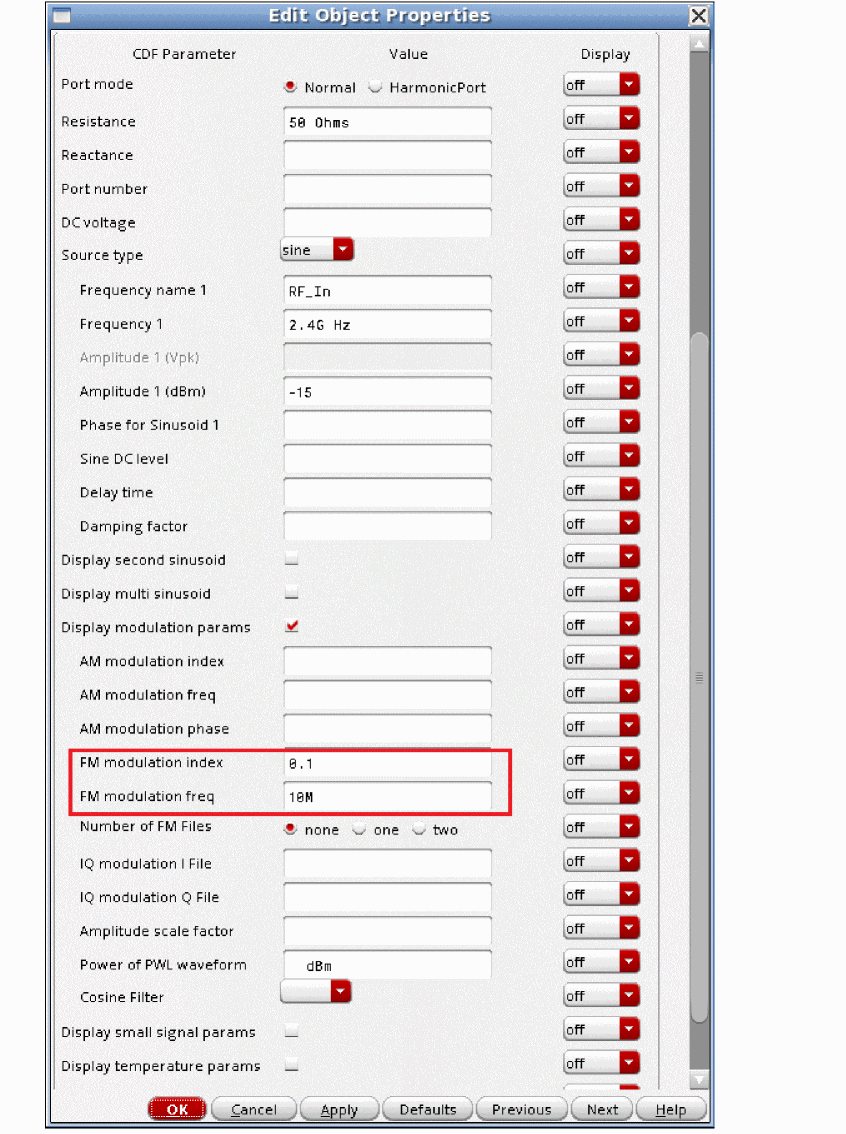 Edit Object Properties
CDF Parameter Value Display
Port mode Normal HarmonicPort off
Resistance 50 Ohms off
Reactance off
Port number off
DC voltage off
Source type sine off
Frequency name 1 RF_In off
Frequency 1 2.4G Hz off
Amplitude 1 (Vpk) off
Amplitude 1 (dBm) -15 off
Phase for Sinusoid 1 off
Sine DC level off
Delay time off
Damping factor off
Display second sinusoid off
Display multi sinusoid off
Display modulation params off
AM modulation index off
AM modulation freq off
AM modulation phase off
FM modulation index 0.1 off
FM modulation freq 10M off
Number of FM Files none one two off
IQ modulation I File off
IQ modulation Q File off
Amplitude scale factor off
Power of PWL waveform dBm off
Cosine Filter off
Display small signal params off
Display temperature params off
OK Cancel Apply Defaults Previous Next Help